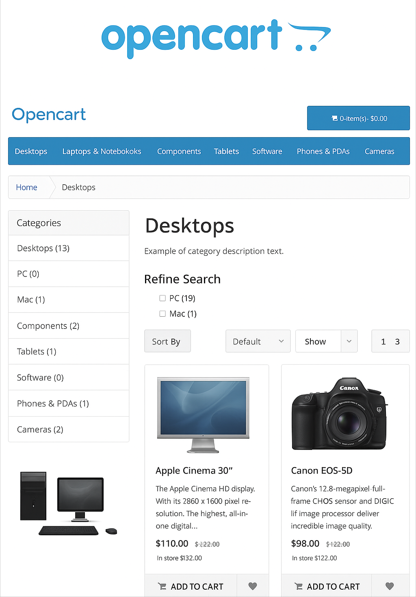 opencart
Opencart
0-item(s)- $0.00
Desktops Laptops & Notebokoks Components Tablets Software Phones & PDAs Cameras
Home Desktops
Categories
Desktops (13)
PC (0)
Mac (1)
Components (2)
Tablets (1)
Software (0)
Phones & PDAs (1)
Cameras (2)
Desktops
Example of category description text.
Refine Search
PC (19)
Mac (1)
Sort By Default Show 1 3
Canon
Apple Cinema 30"
The Apple Cinema HD display.
With its 2860 x 1600 pixel re-
solution. The highest, all-in-
one digital...
$110.00 $122.00
In store $132.00
ADD TO CART
Canon EOS-5D
Canon's 12.8-megapixel full-
frame CHOS sensor and DIGIC
lif image processor deliver
incredible image quality.
$98.00 $122.00
In store $122.00
ADD TO CART